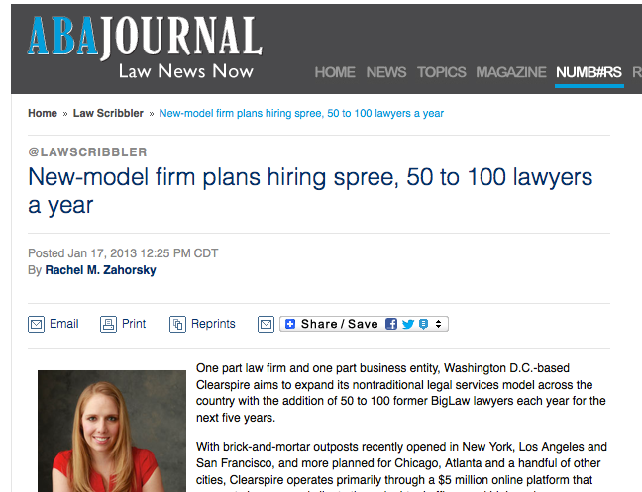 ABAJOURNAL
Law News Now
HOME NEWS TOPICS MAGAZINE NUMB#RS R
Home » Law Scribbler » New-model firm plans hiring spree, 50 to 100 lawyers a year
@LAWSCRIBBLER
New-model firm plans hiring spree, 50 to 100 lawyers
a year
Posted Jan 17, 2013 12:25 PM CDT
By Rachel M. Zahorsky
Email Print Reprints Share / Save
One part law firm and one part business entity, Washington D.C.-based
Clearspire aims to expand its nontraditional legal services model across the
country with the addition of 50 to 100 former BigLaw lawyers each year for the
next five years.
With brick-and-mortar outposts recently opened in New York, Los Angeles and
San Francisco, and more planned for Chicago, Atlanta and a handful of other
cities, Clearspire operates primarily through a $5 million online platform that